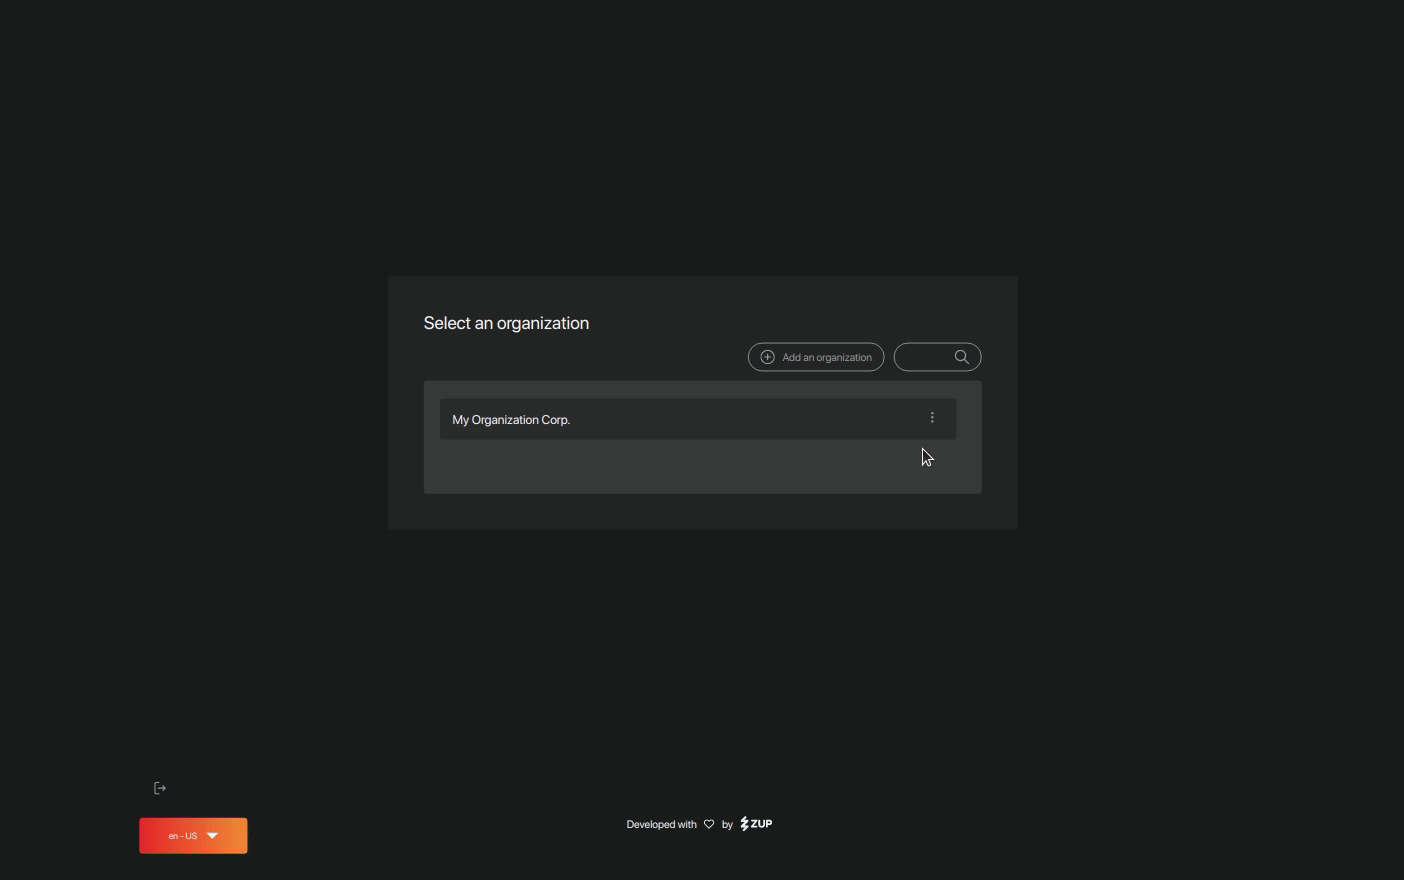 Select an organization
Add an organization
My Organization Corp.
en - US
Developed with by ZUP